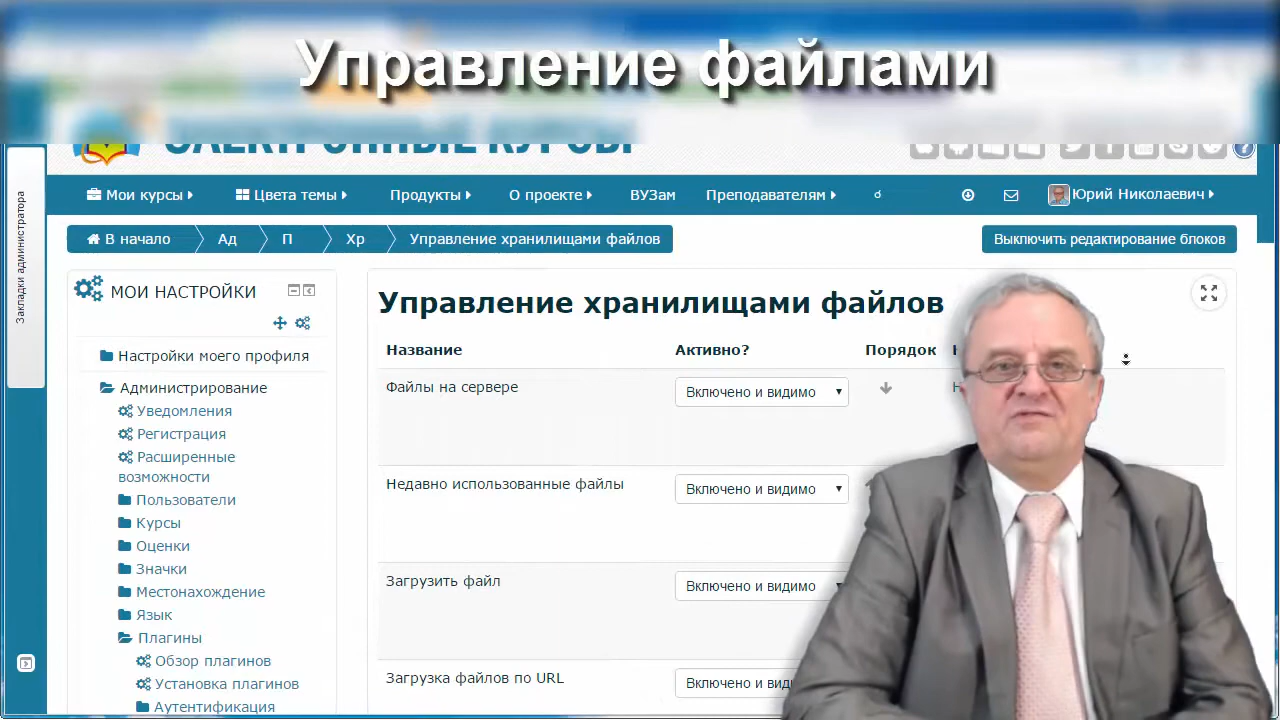 Управление файлами
ЭЛЕКТРОННЫЕ КУРСЫ
Закладки администратора
Мои курсы
Цвета темы
Продукты
О проекте
ВУЗам
Преподавателям
Юрий Николаевич
В начало
Ад
П
Хр
Управление хранилищами файлов
Выключить редактирование блоков
МОИ НАСТРОЙКИ
Настройки моего профиля
Администрирование
Уведомления
Регистрация
Расширенные
возможности
Пользователи
Курсы
Оценки
Значки
Местонахождение
Язык
Плагины
Обзор плагинов
Установка плагинов
Аутентификация
Управление хранилищами файлов
Название Активно? Порядок
Файлы на сервере Включено и видимо
Недавно использованные файлы Включено и видимо
Загрузить файл Включено и видимо
Загрузка файлов по URL Включено и